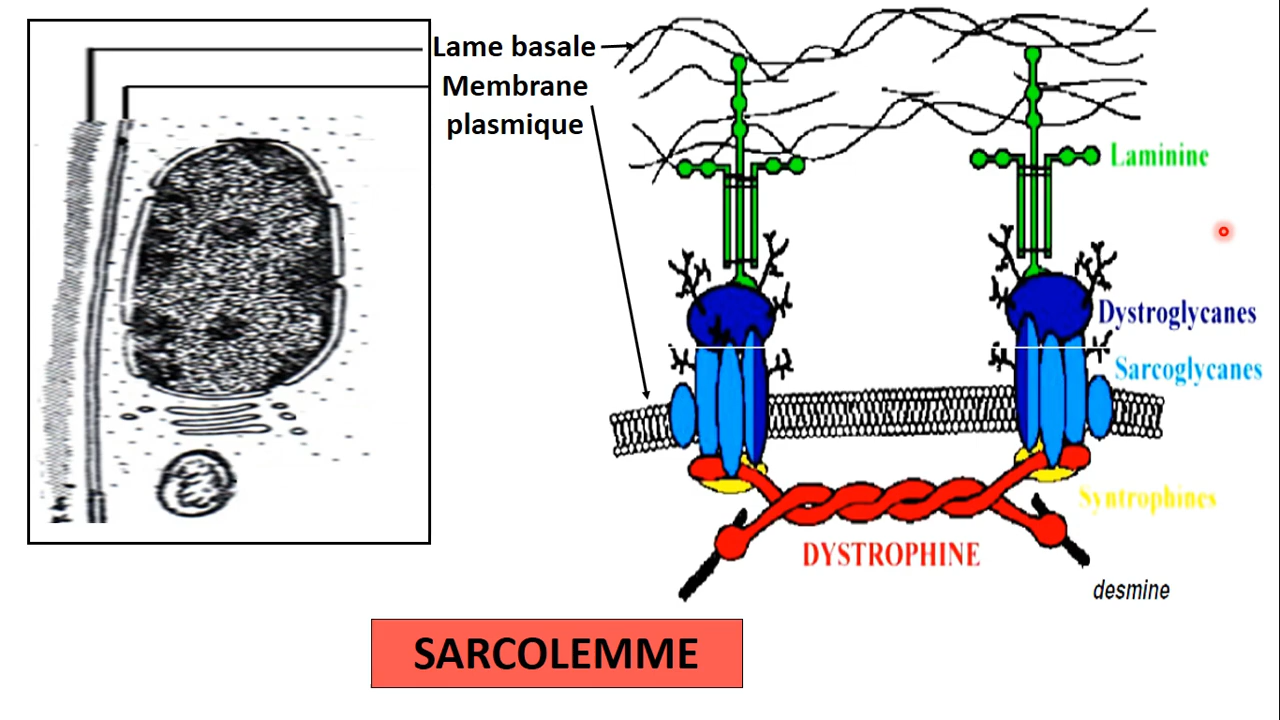 Lame basale
Membrane
plasmique
Laminine
Dystroglycanes
Sarcoglycanes
Syntrophines
DYSTROPHINE
desmine
SARCOLEMME